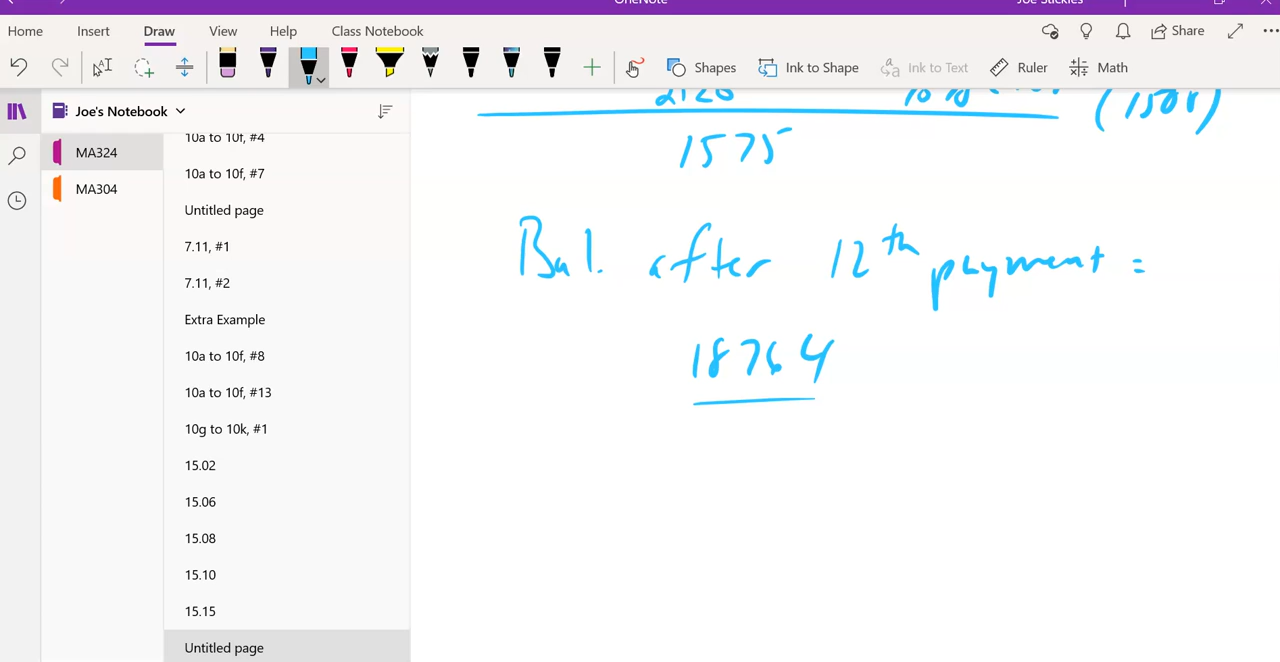 OneNote
Joe Stickles
Home Insert Draw View Help Class Notebook Share
Shapes Ink to Shape Ink to Text Ruler Math
Joe's Notebook
MA324
MA304
10a to 10f, #4
10a to 10f, #7
Untitled page
7.11, #1
7.11, #2
Extra Example
10a to 10f, #8
10a to 10f, #13
10g to 10k, #1
15.02
15.06
15.08
15.10
15.15
Untitled page
2120
1575
Bal. after 12th payment =
18764